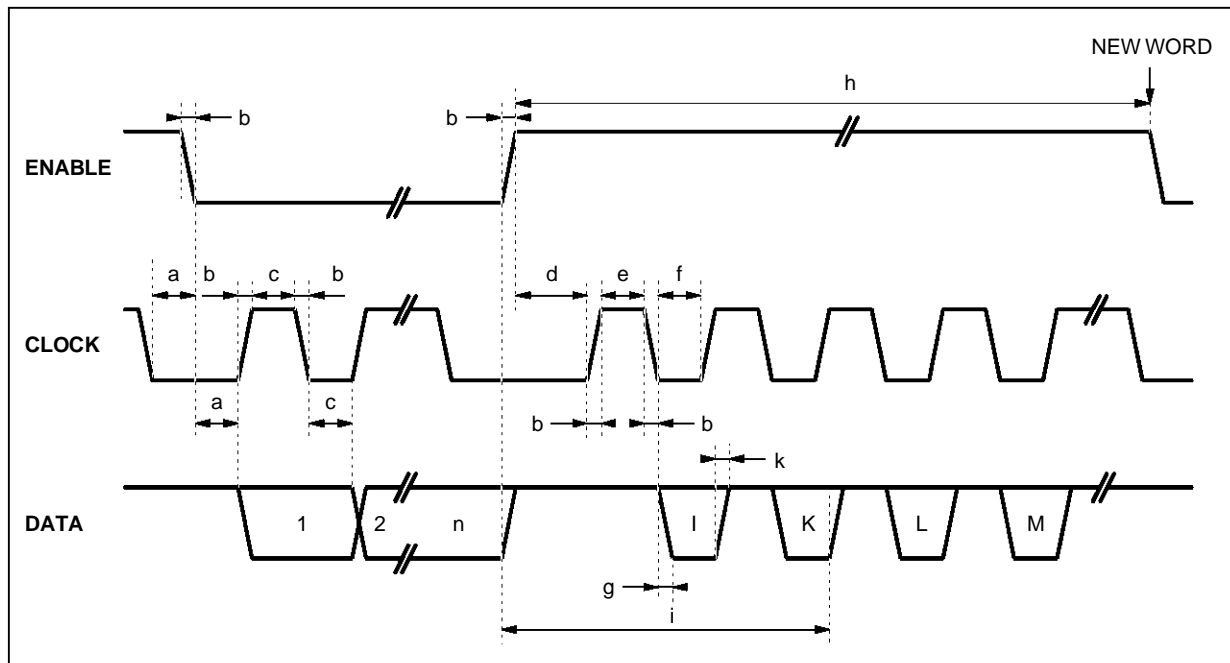 NEW WORD
h
b b
ENABLE
a b c b d e f
CLOCK
a c b b
k
DATA 1 2 n I K L M
g
i